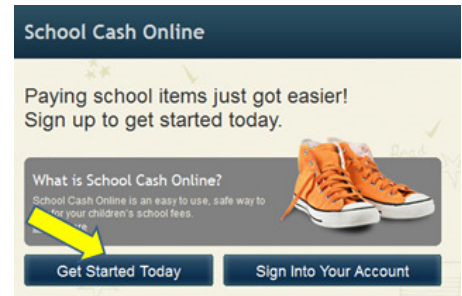 School Cash Online
Paying school items just got easier!
Sign up to get started today.
What is School Cash Online?
School Cash Online is an easy to use, safe way to
for your children's school fees.
Get Started Today
Sign Into Your Account